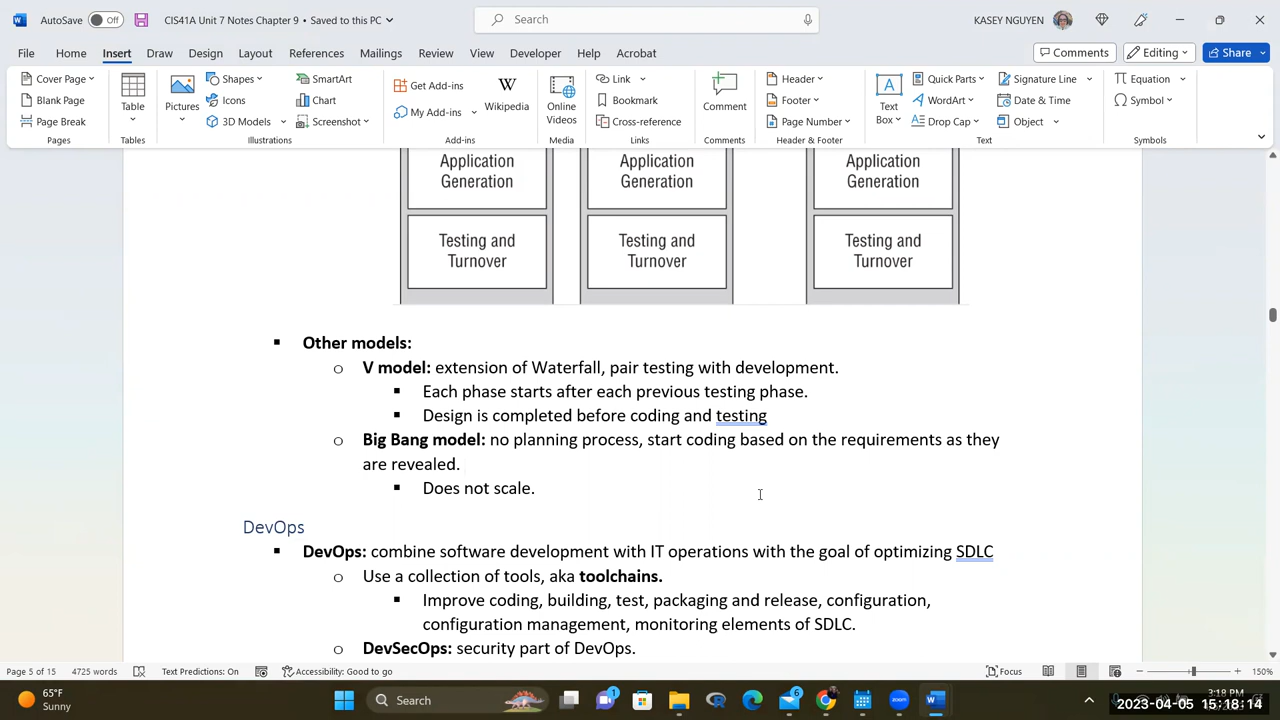 AutoSave Off CIS41A Unit 7 Notes Chapter 9 • Saved to this PC Search KASEY NGUYEN
File Home Insert Draw Design Layout References Mailings Review View Developer Help Acrobat Comments Editing Share
Cover Page
Blank Page
Page Break
Pages
Table
Tables
Pictures
Shapes
Icons
3D Models
SmartArt
Chart
Screenshot
Illustrations
Get Add-ins
My Add-ins
Wikipedia
Add-ins
Online
Videos
Media
Link
Bookmark
Cross-reference
Links
Comment
Comments
Header
Footer
Page Number
Header & Footer
Text
Box
Quick Parts
WordArt
Drop Cap
Signature Line
Date & Time
Object
Text
Equation
Symbol
Symbols
Application
Generation
Application
Generation
Application
Generation
Testing and
Turnover
Testing and
Turnover
Testing and
Turnover
Other models:
V model: extension of Waterfall, pair testing with development.
Each phase starts after each previous testing phase.
Design is completed before coding and testing
Big Bang model: no planning process, start coding based on the requirements as they
are revealed.
Does not scale.
DevOps
DevOps: combine software development with IT operations with the goal of optimizing SDLC
Use a collection of tools, aka toolchains.
Improve coding, building, test, packaging and release, configuration,
configuration management, monitoring elements of SDLC.
DevSecOps: security part of DevOps.
Page 5 of 15 4725 words Text Predictions: On Accessibility: Good to go Focus 150%
65°F
Sunny
Search
1
6
3:18 PM
2023-04-05 15:18:14